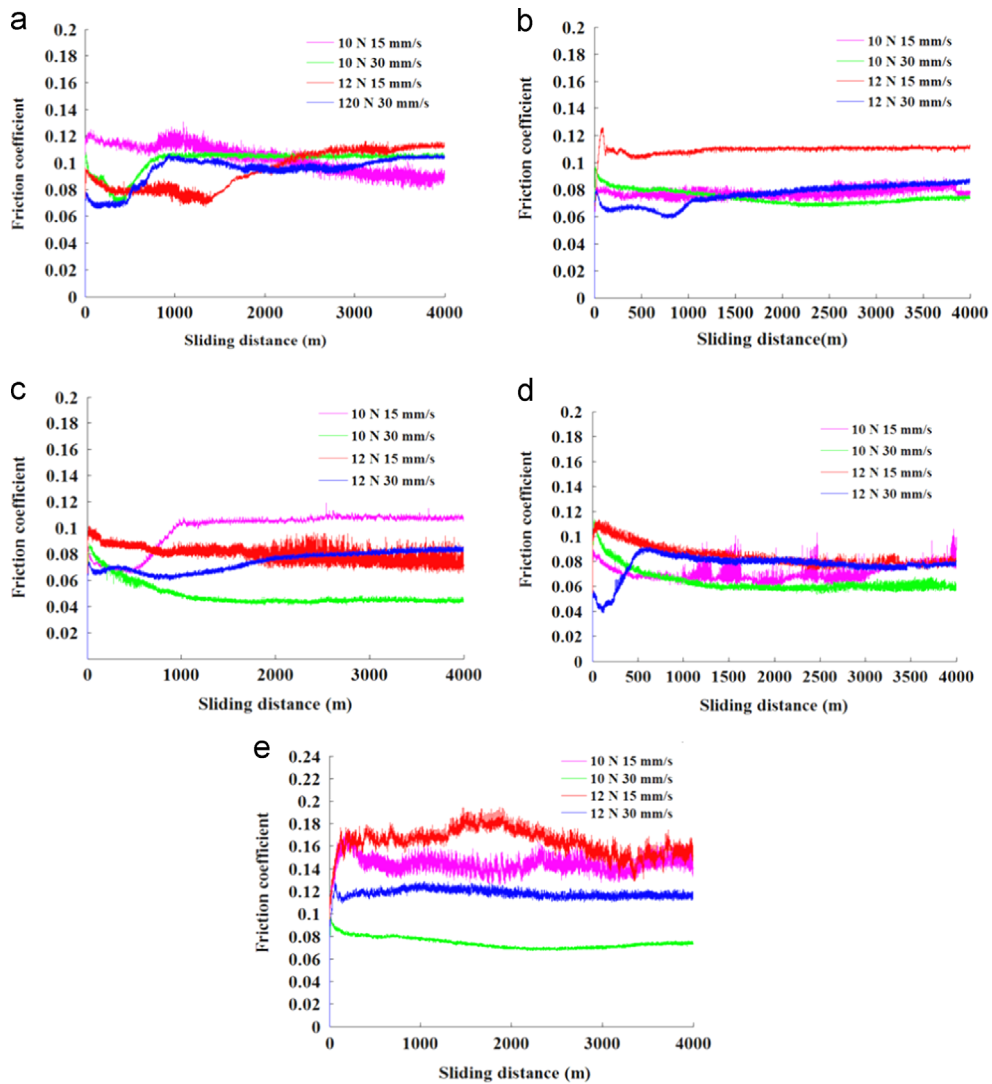 a
0.2
0.18
0.16
0.14
0.12
0.1
0.08
0.06
0.04
0.02
0
Friction coefficient
10 N 15 mm/s
10 N 30 mm/s
12 N 15 mm/s
120 N 30 mm/s
0 1000 2000 3000 4000
Sliding distance (m)
b
0.2
0.18
0.16
0.14
0.12
0.1
0.08
0.06
0.04
0.02
0
Friction coefficient
10 N 15 mm/s
10 N 30 mm/s
12 N 15 mm/s
12 N 30 mm/s
0 500 1000 1500 2000 2500 3000 3500 4000
Sliding distance(m)
c
0.2
0.18
0.16
0.14
0.12
0.1
0.08
0.06
0.04
0.02
Friction coefficient
10 N 15 mm/s
10 N 30 mm/s
12 N 15 mm/s
12 N 30 mm/s
0 1000 2000 3000 4000
Sliding distance (m)
d
0.2
0.18
0.16
0.14
0.12
0.1
0.08
0.06
0.04
0.02
0
Friction coefficient
10 N 15 mm/s
10 N 30 mm/s
12 N 15 mm/s
12 N 30 mm/s
0 500 1000 1500 2000 2500 3000 3500 4000
Sliding distance (m)
e
0.24
0.22
0.2
0.18
0.16
0.14
0.12
0.1
0.08
0.06
0.04
0.02
0
Friction coefficient
10 N 15 mm/s
10 N 30 mm/s
12 N 15 mm/s
12 N 30 mm/s
0 1000 2000 3000 4000
Sliding distance (m)